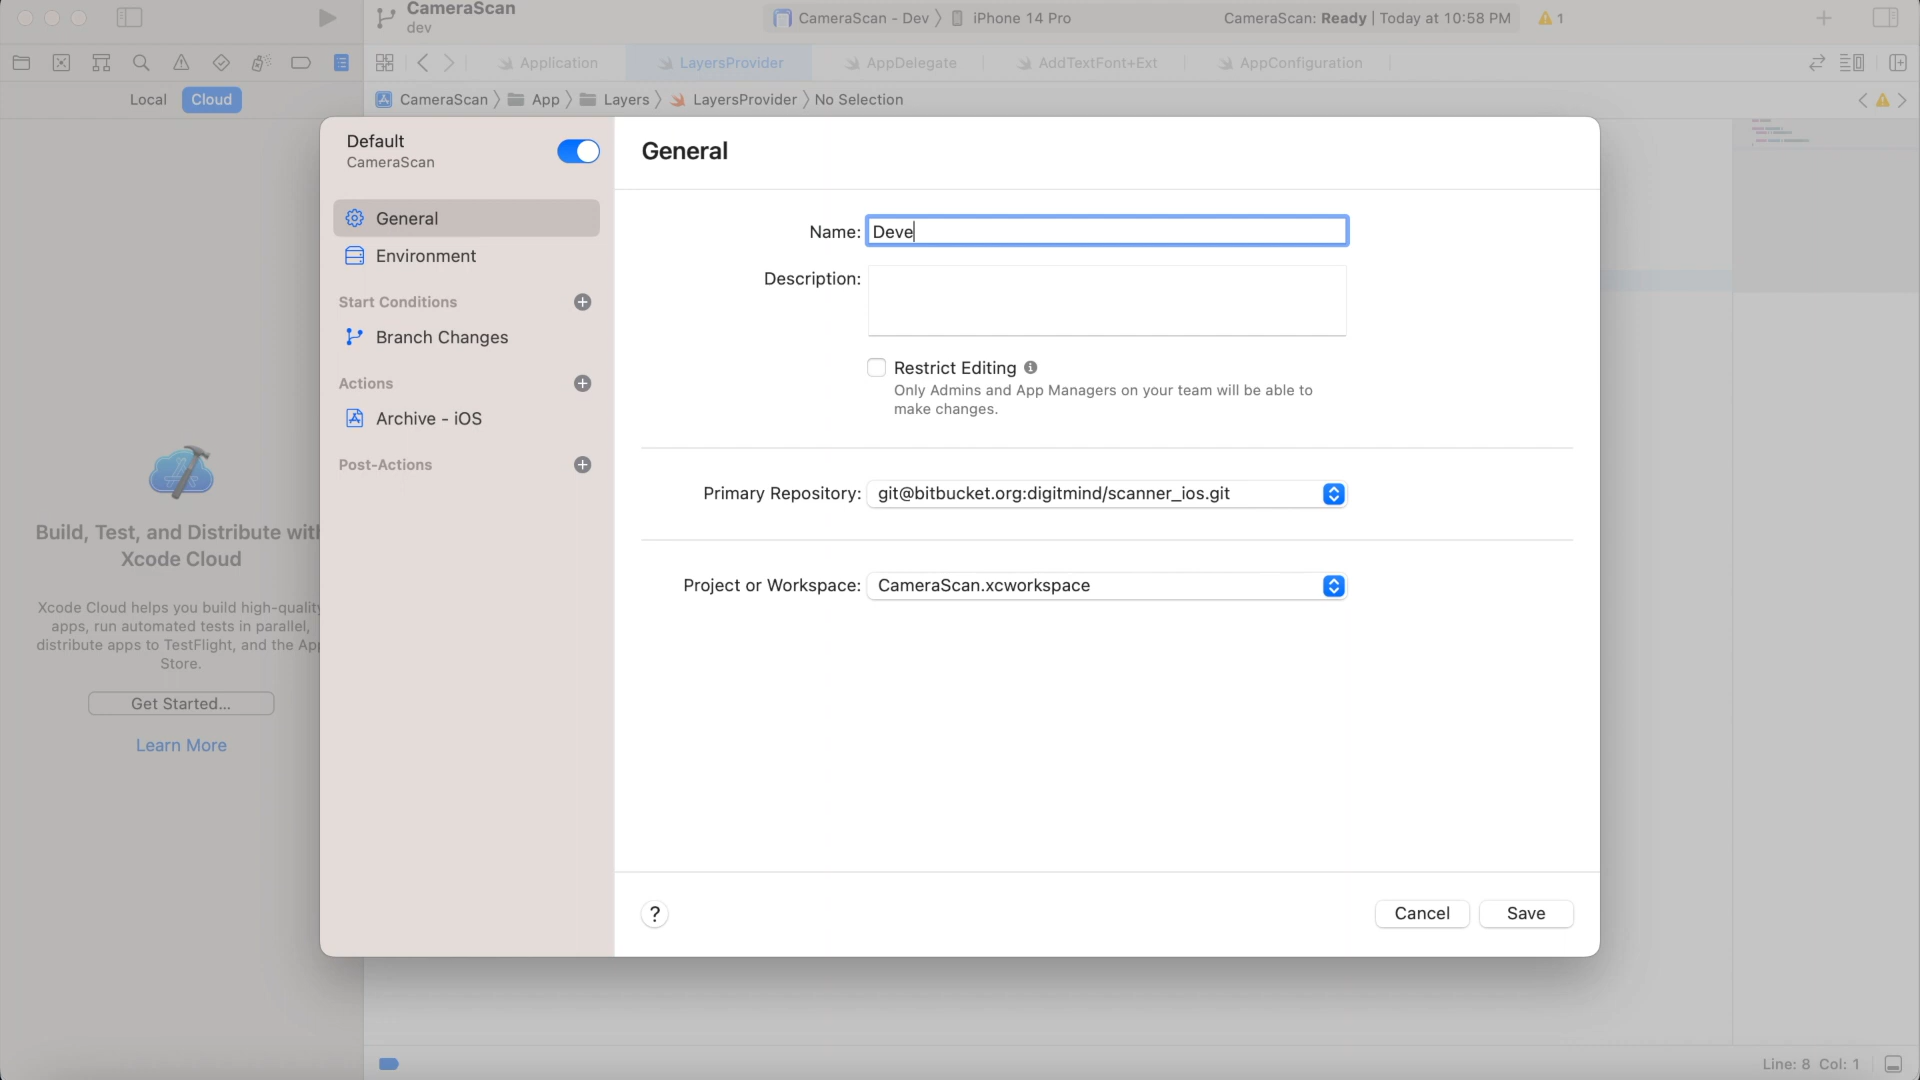 CameraScan
dev
CameraScan - Dev
iPhone 14 Pro
CameraScan: Ready | Today at 10:58 PM
1
Application
LayersProvider
AppDelegate
AddTextFont+Ext
AppConfiguration
Local
Cloud
CameraScan
App
Layers
LayersProvider
No Selection
Default
CameraScan
General
Environment
Start Conditions
Branch Changes
Actions
Archive - iOS
Post-Actions
General
Name: Deve
Description:
Restrict Editing
Only Admins and App Managers on your team will be able to
make changes.
Primary Repository: git@bitbucket.org:digitmind/scanner_ios.git
Project or Workspace: CameraScan.xcworkspace
?
Cancel
Save
Build, Test, and Distribute with
Xcode Cloud
Xcode Cloud helps you build high-quality
apps, run automated tests in parallel,
distribute apps to TestFlight, and the App
Store.
Get Started...
Learn More
Line: 8 Col: 1